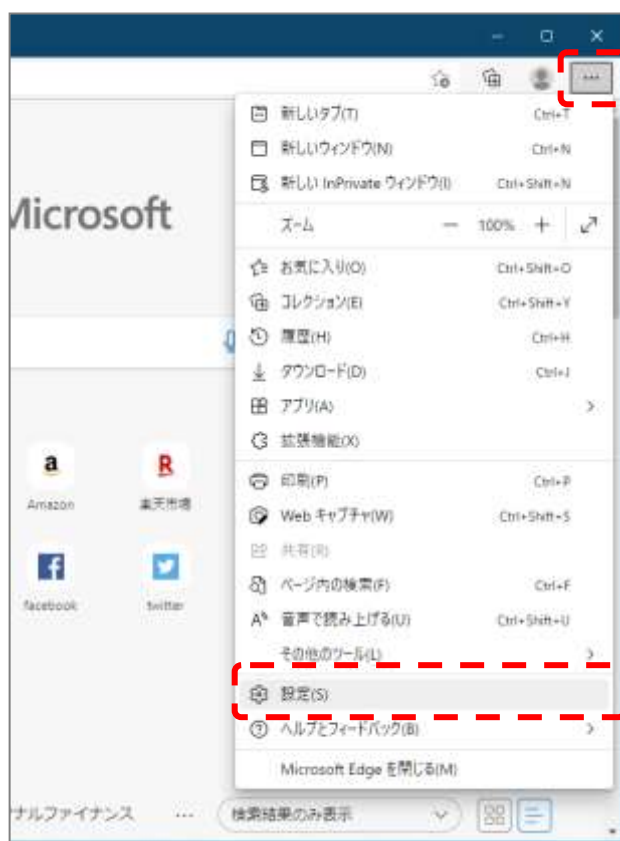 新しいタブ(T) Ctrl+T
新しいウィンドウ(N) Ctrl+N
新しい InPrivate ウィンドウ(I) Ctrl+Shift+N
Microsoft
ズーム 100%
お気に入り(O) Ctrl+Shift+O
コレクション(E) Ctrl+Shift+Y
履歴(H) Ctrl+H
ダウンロード(D) Ctrl+J
アプリ(A)
拡張機能(X)
Amazon
楽天市場
印刷(P) Ctrl+P
Web キャプチャ(W) Ctrl+Shift+S
共有(R)
ページ内の検索(F) Ctrl+F
facebook
twitter
音声で読み上げる(U) Ctrl+Shift+U
その他のツール(L)
設定(S)
ヘルプとフィードバック(B)
Microsoft Edge を閉じる(M)
ナルファイナンス … 検索結果のみ表示